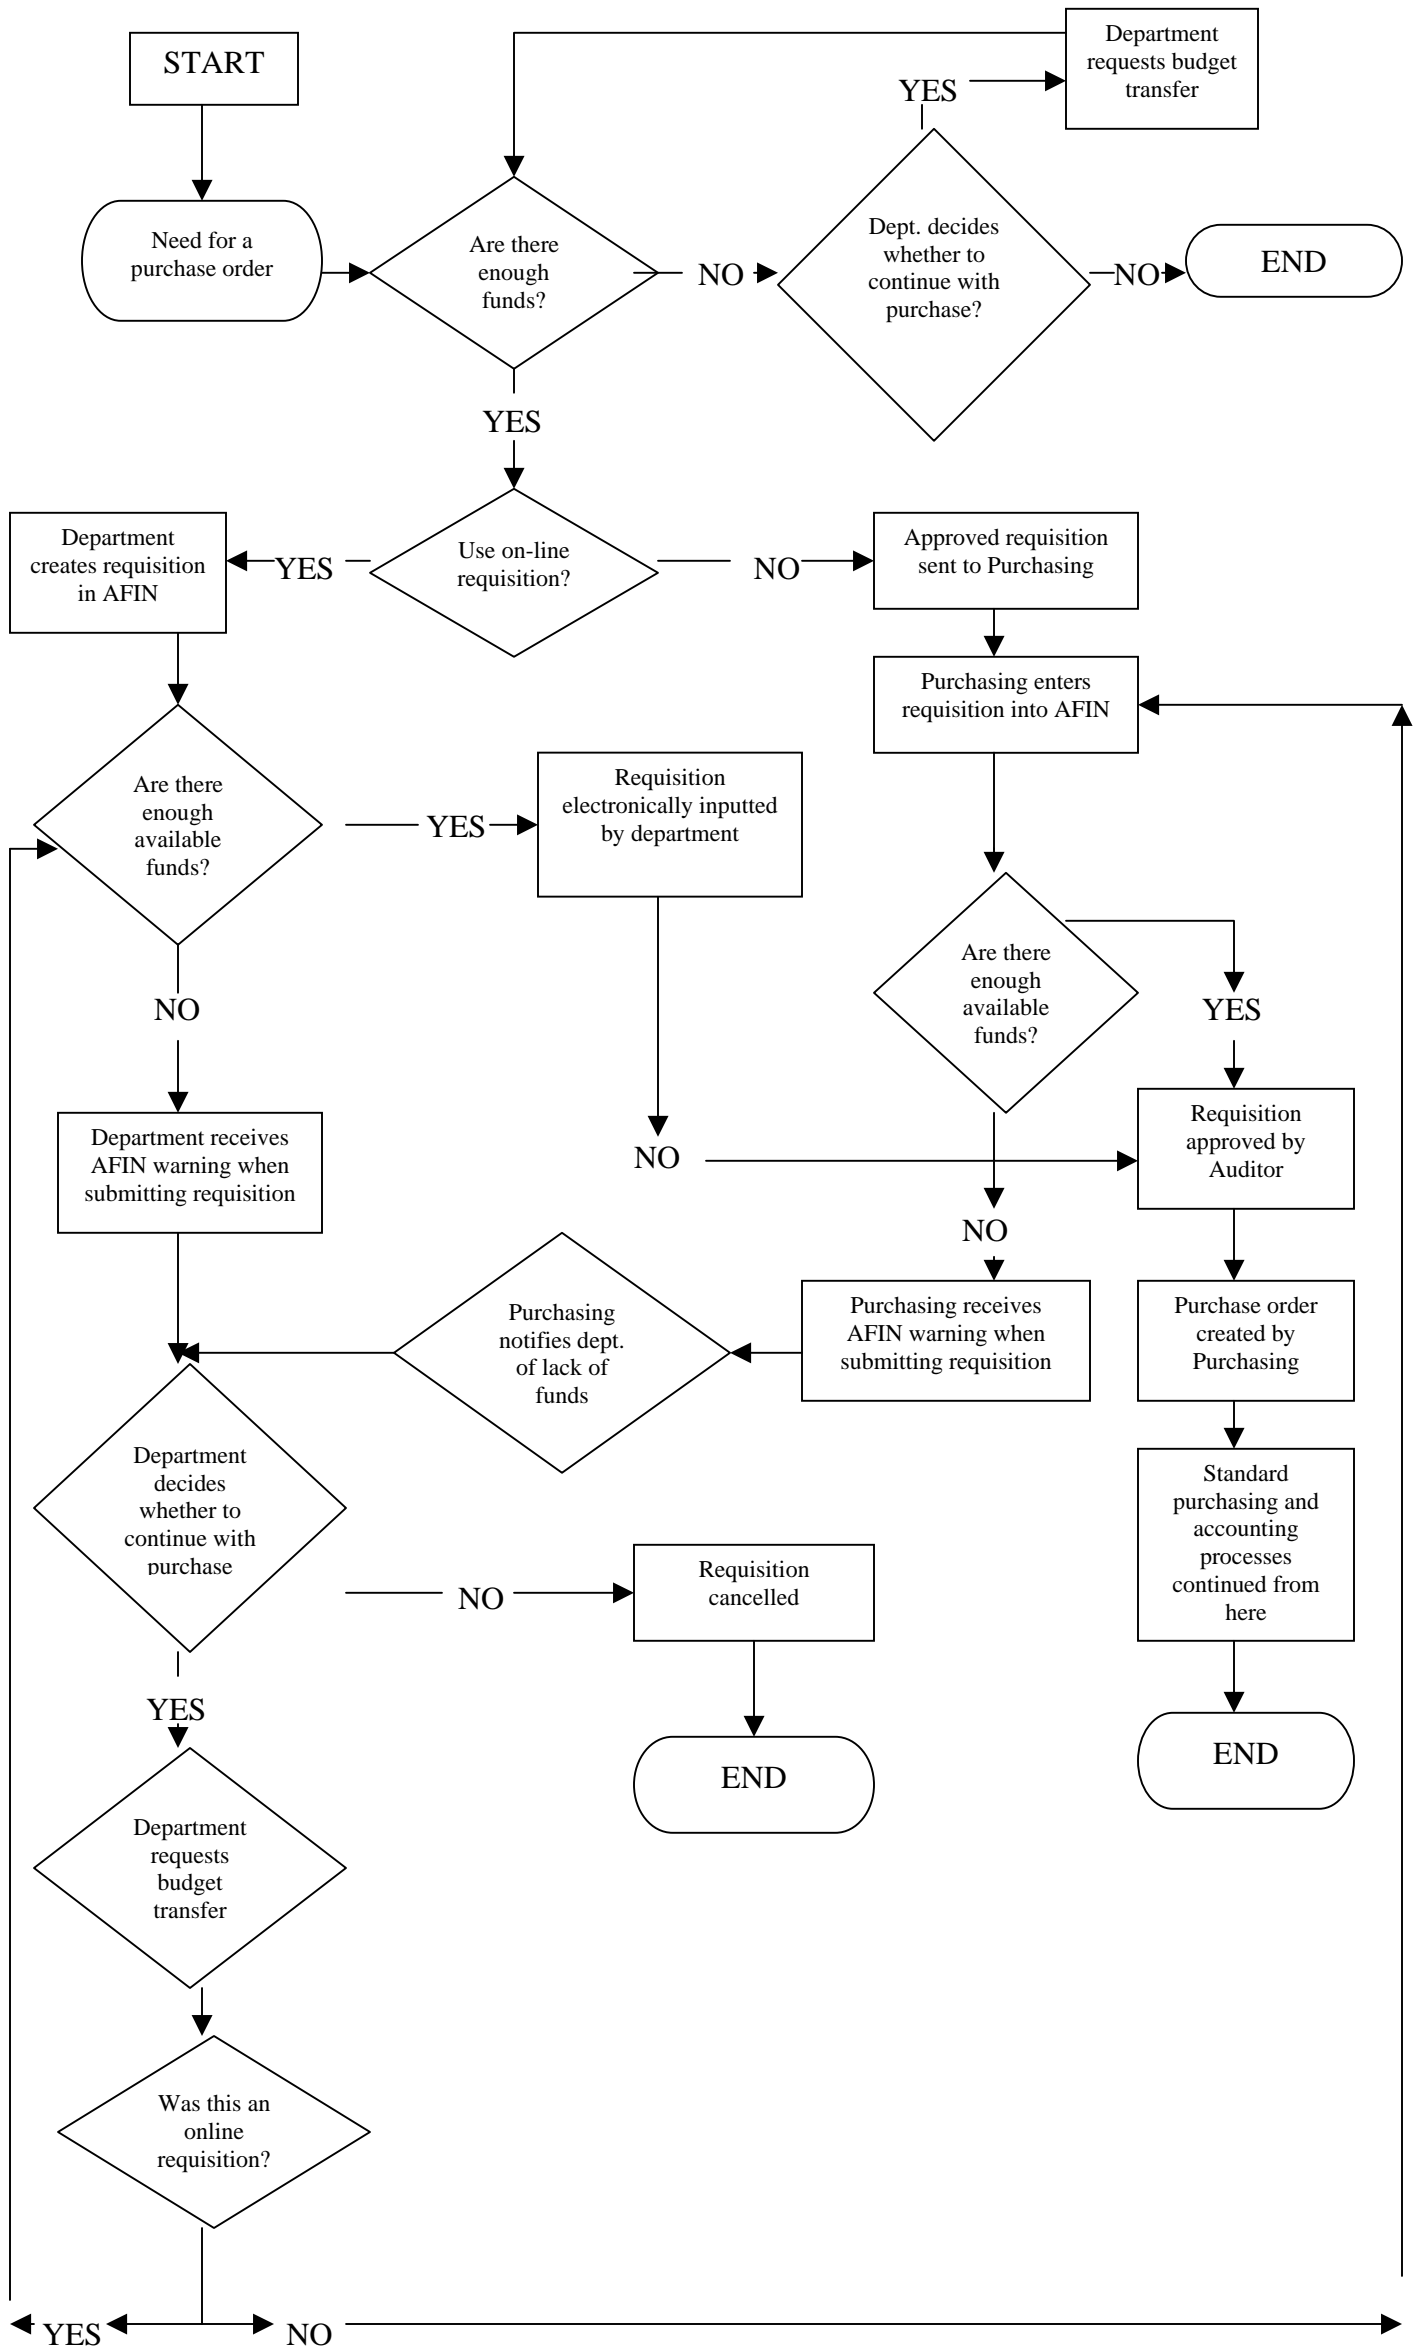 START
Department
requests budget
transfer
YES
Need for a
purchase order
Are there
enough
funds?
NO
Dept. decides
whether to
continue with
purchase?
NO
END
YES
Department
creates requisition
in AFIN
YES
Use on-line
requisition?
NO
Approved requisition
sent to Purchasing
Purchasing enters
requisition into AFIN
Are there
enough
available
funds?
YES
Requisition
electronically inputted
by department
Are there
enough
available
funds?
YES
NO
Department receives
AFIN warning when
submitting requisition
NO
Requisition
approved by
Auditor
NO
Purchasing
notifies dept.
of lack of
funds
Purchasing receives
AFIN warning when
submitting requisition
Purchase order
created by
Purchasing
Department
decides
whether to
continue with
purchase
NO
Requisition
cancelled
Standard
purchasing and
accounting
processes
continued from
here
YES
END
END
Department
requests
budget
transfer
Was this an
online
requisition?
YES
NO